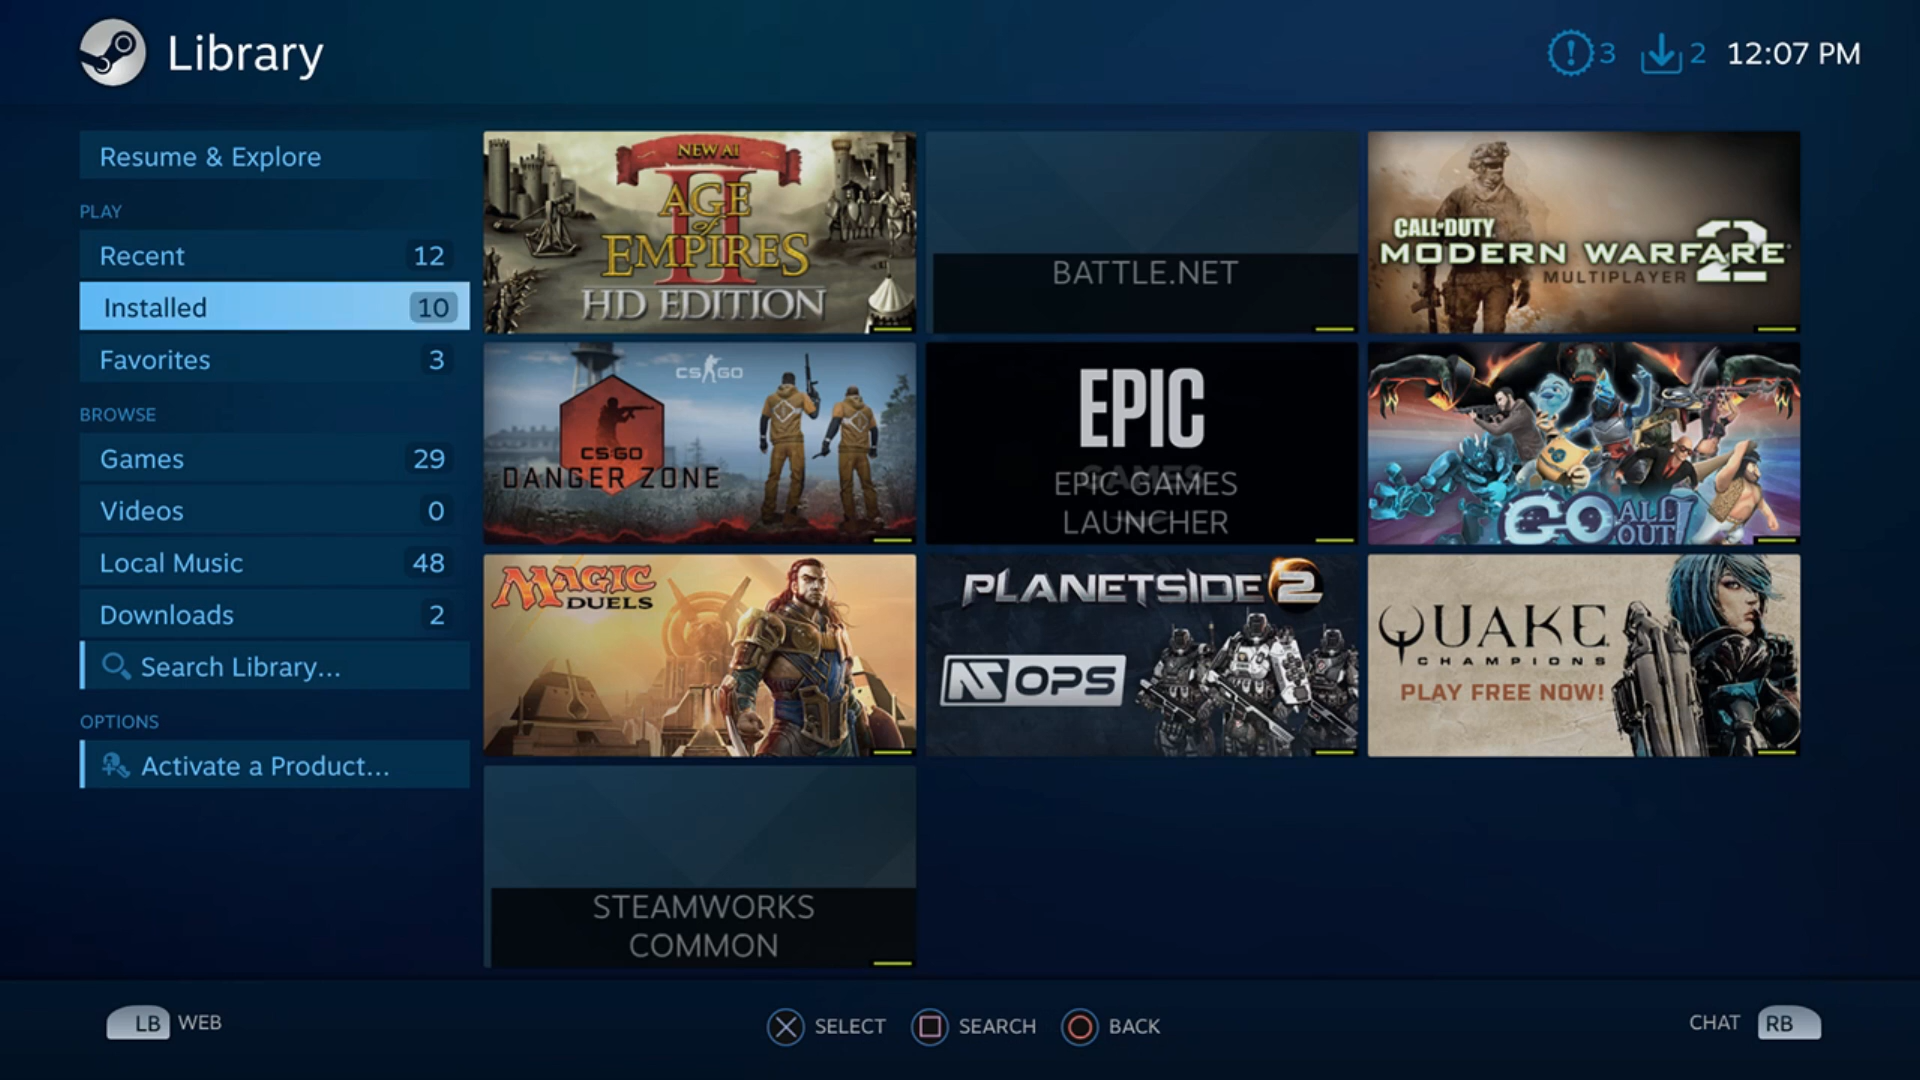 Library
3
2
12:07 PM
Resume & Explore
PLAY
Recent 12
Installed 10
Favorites 3
BROWSE
Games 29
Videos 0
Local Music 48
Downloads 2
Search Library...
OPTIONS
Activate a Product...
NEW AI
II
AGE
of
EMPIRES
HD EDITION
BATTLE.NET
CALL OF DUTY
MODERN WARFARE 2
MULTIPLAYER
CS GO
CS:GO
DANGER ZONE
EPIC
GAMES
EPIC GAMES
LAUNCHER
GO ALL
OUT!
MAGIC
DUELS
PLANETSIDE 2
NS OPS
QUAKE
CHAMPIONS
PLAY FREE NOW!
STEAMWORKS
COMMON
LB WEB
SELECT
SEARCH
BACK
CHAT RB